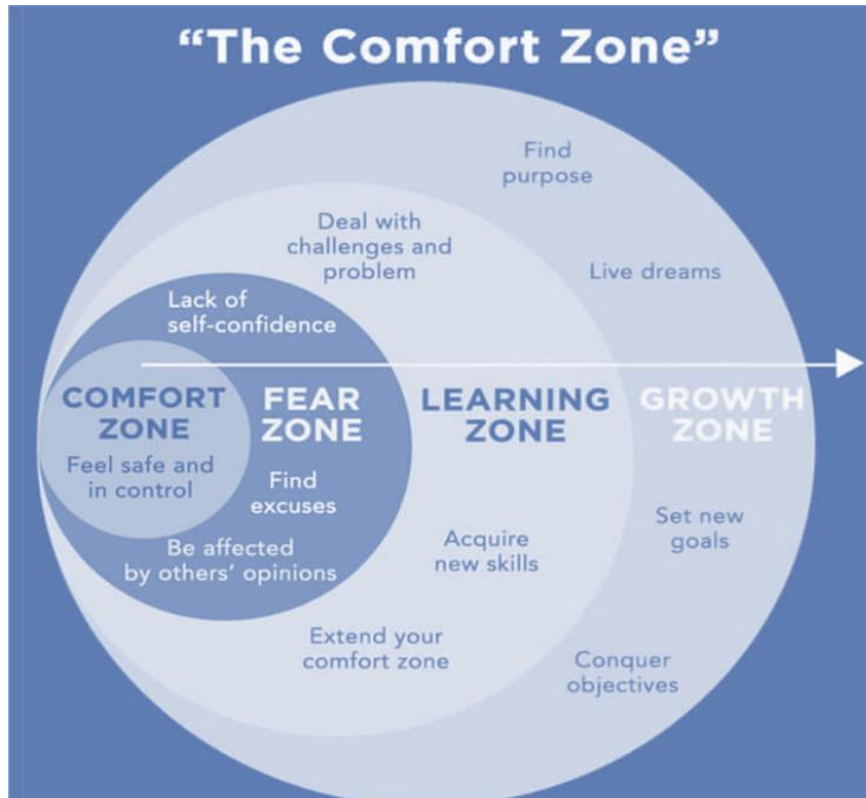 “The Comfort Zone”
Find
purpose
Deal with
challenges and
problem
Live dreams
Lack of
self-confidence
COMFORT
ZONE
Feel safe and
in control
FEAR
ZONE
Find
excuses
Be affected
by others’ opinions
LEARNING
ZONE
Acquire
new skills
Extend your
comfort zone
GROWTH
ZONE
Set new
goals
Conquer
objectives